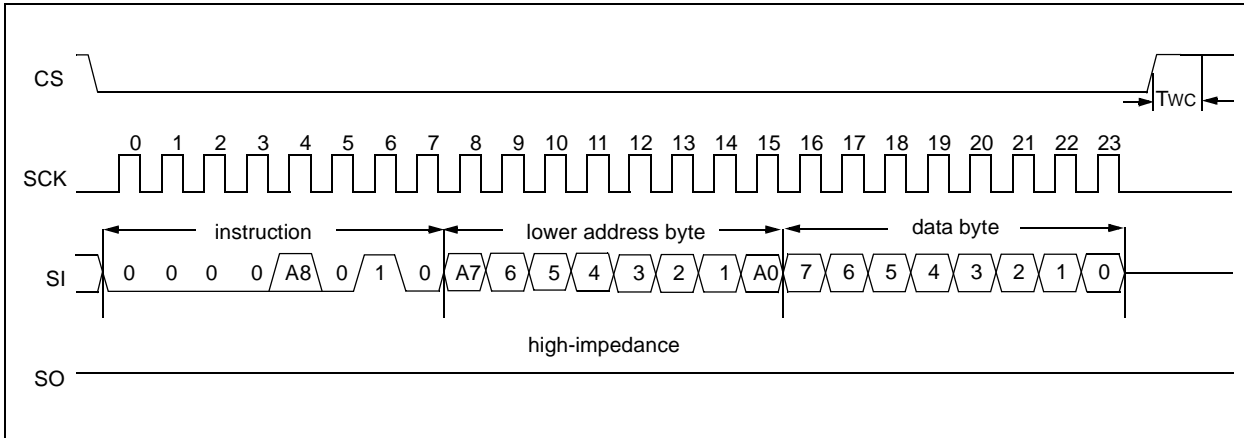 CS
TWC
0 1 2 3 4 5 6 7 8 9 10 11 12 13 14 15 16 17 18 19 20 21 22 23
SCK
instruction lower address byte data byte
SI 0 0 0 0 A8 0 1 0 A7 6 5 4 3 2 1 A0 7 6 5 4 3 2 1 0
high-impedance
SO